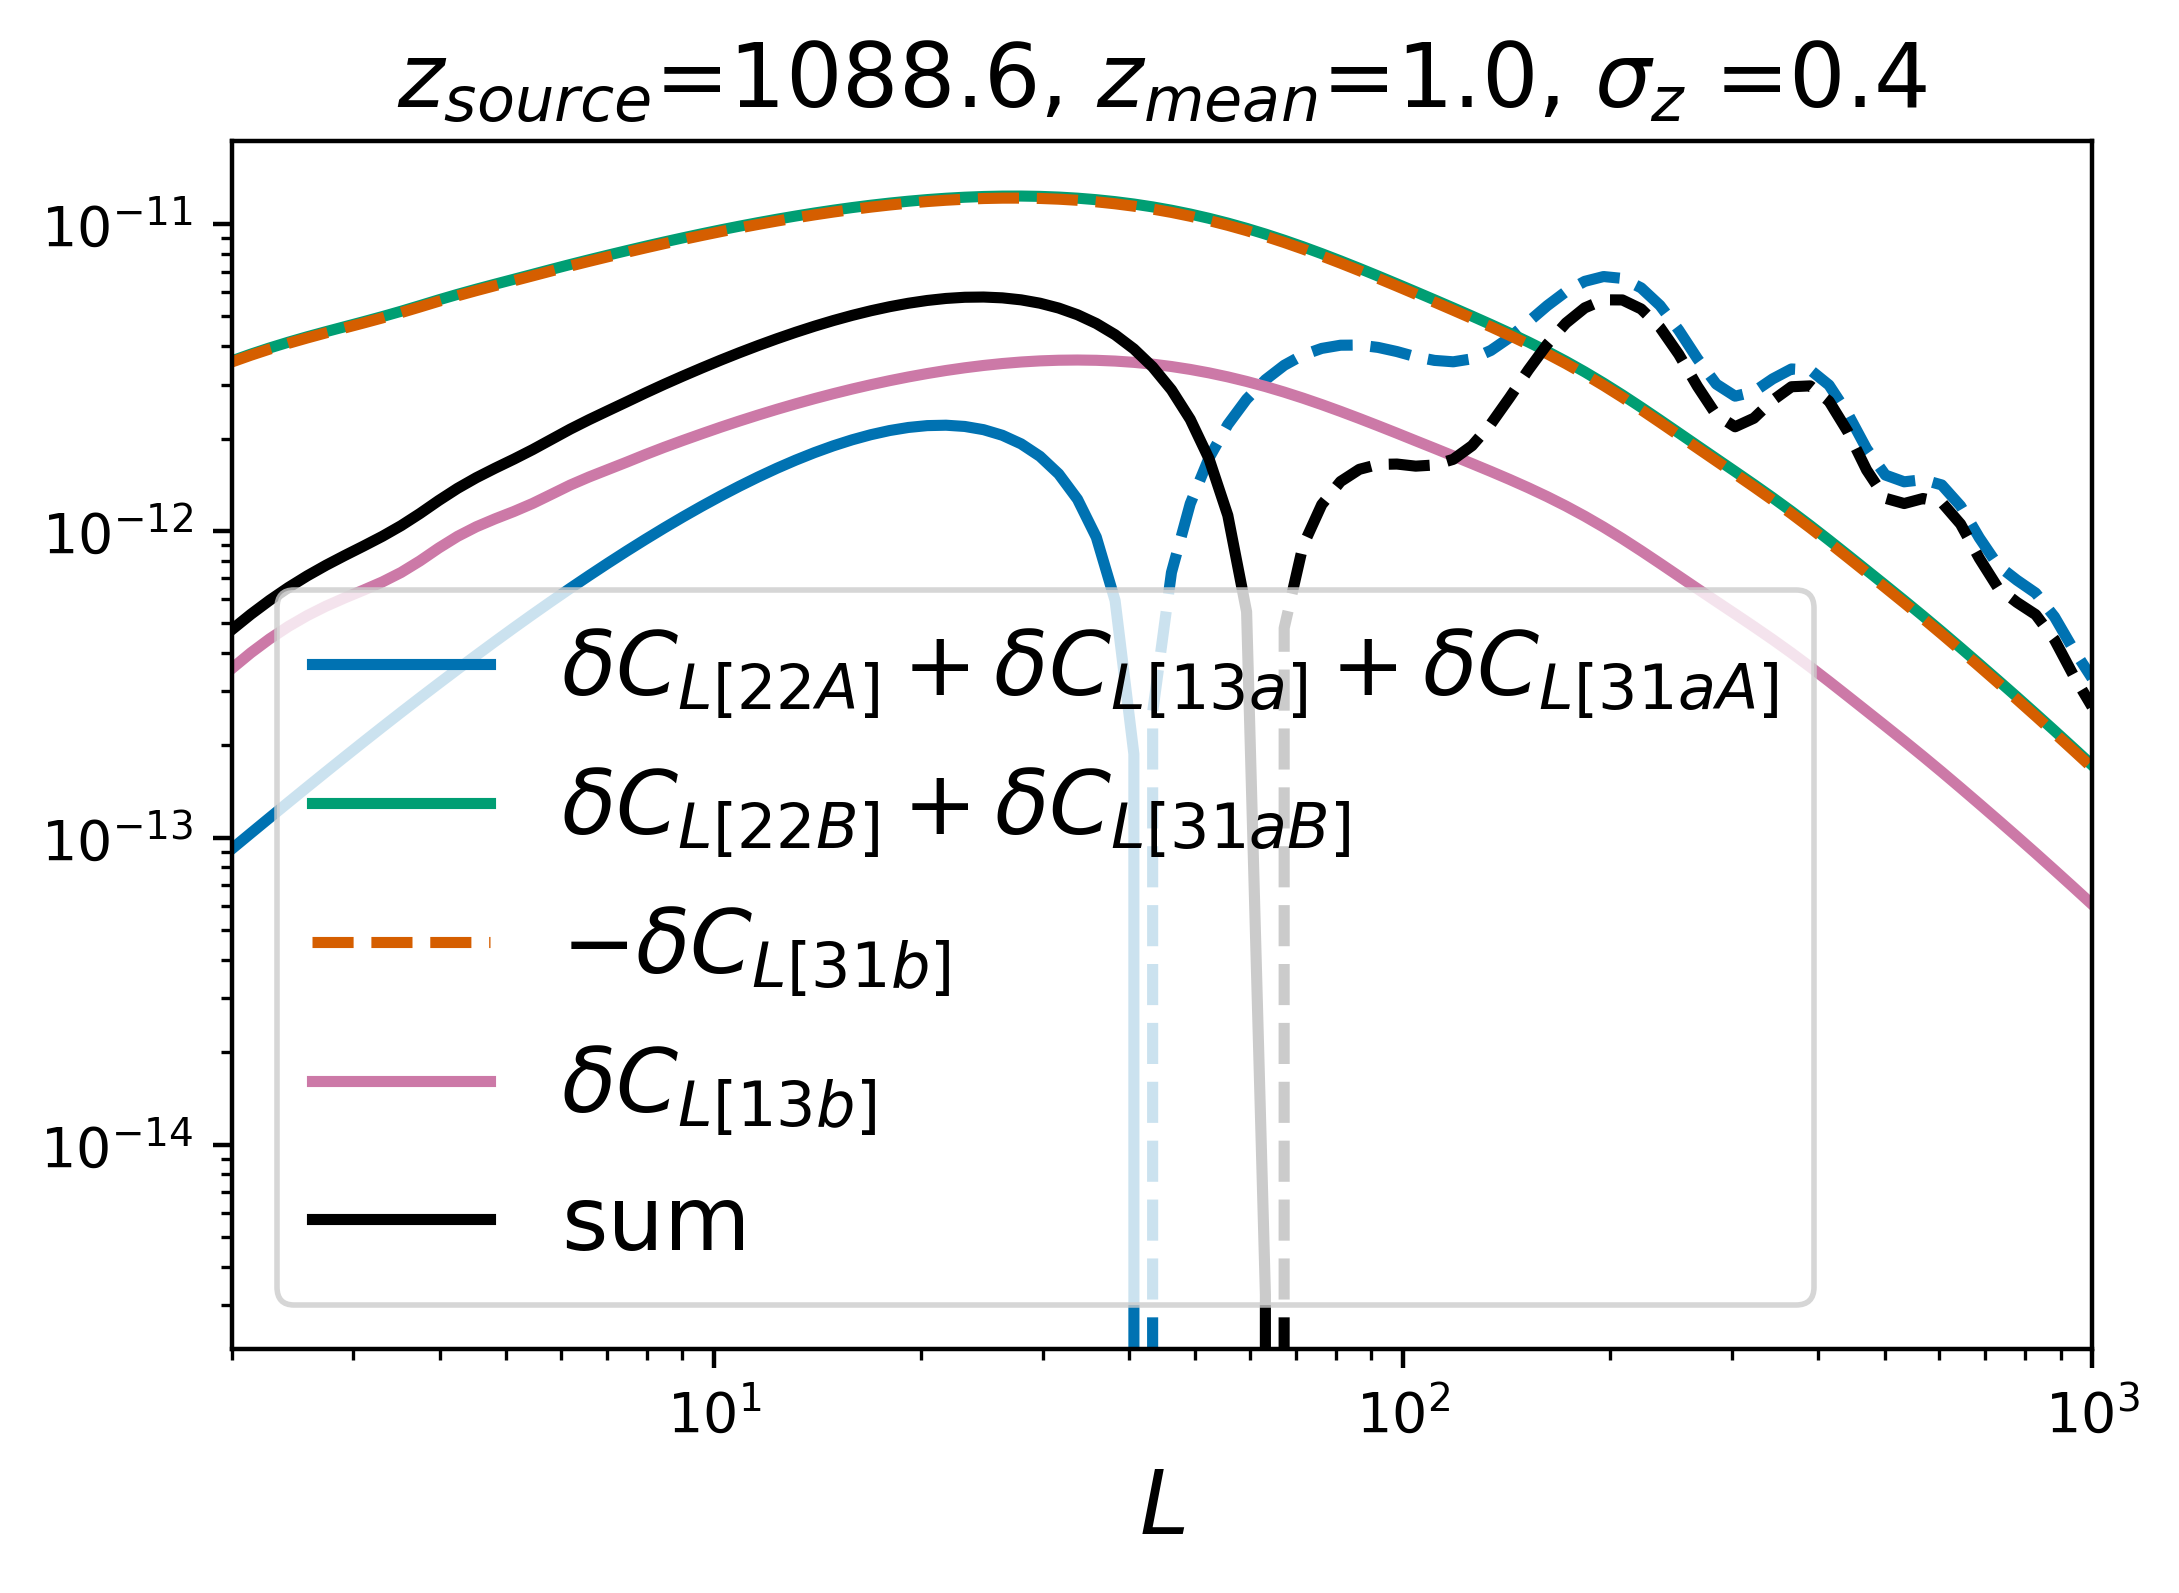 z_source=1088.6, z_mean=1.0, σ_z =0.4
10^−11
10^−12
10^−13
10^−14
δC_L[22A] + δC_L[13a] + δC_L[31aA]
δC_L[22B] + δC_L[31aB]
−δC_L[31b]
δC_L[13b]
sum
10^1 10^2 10^3
L